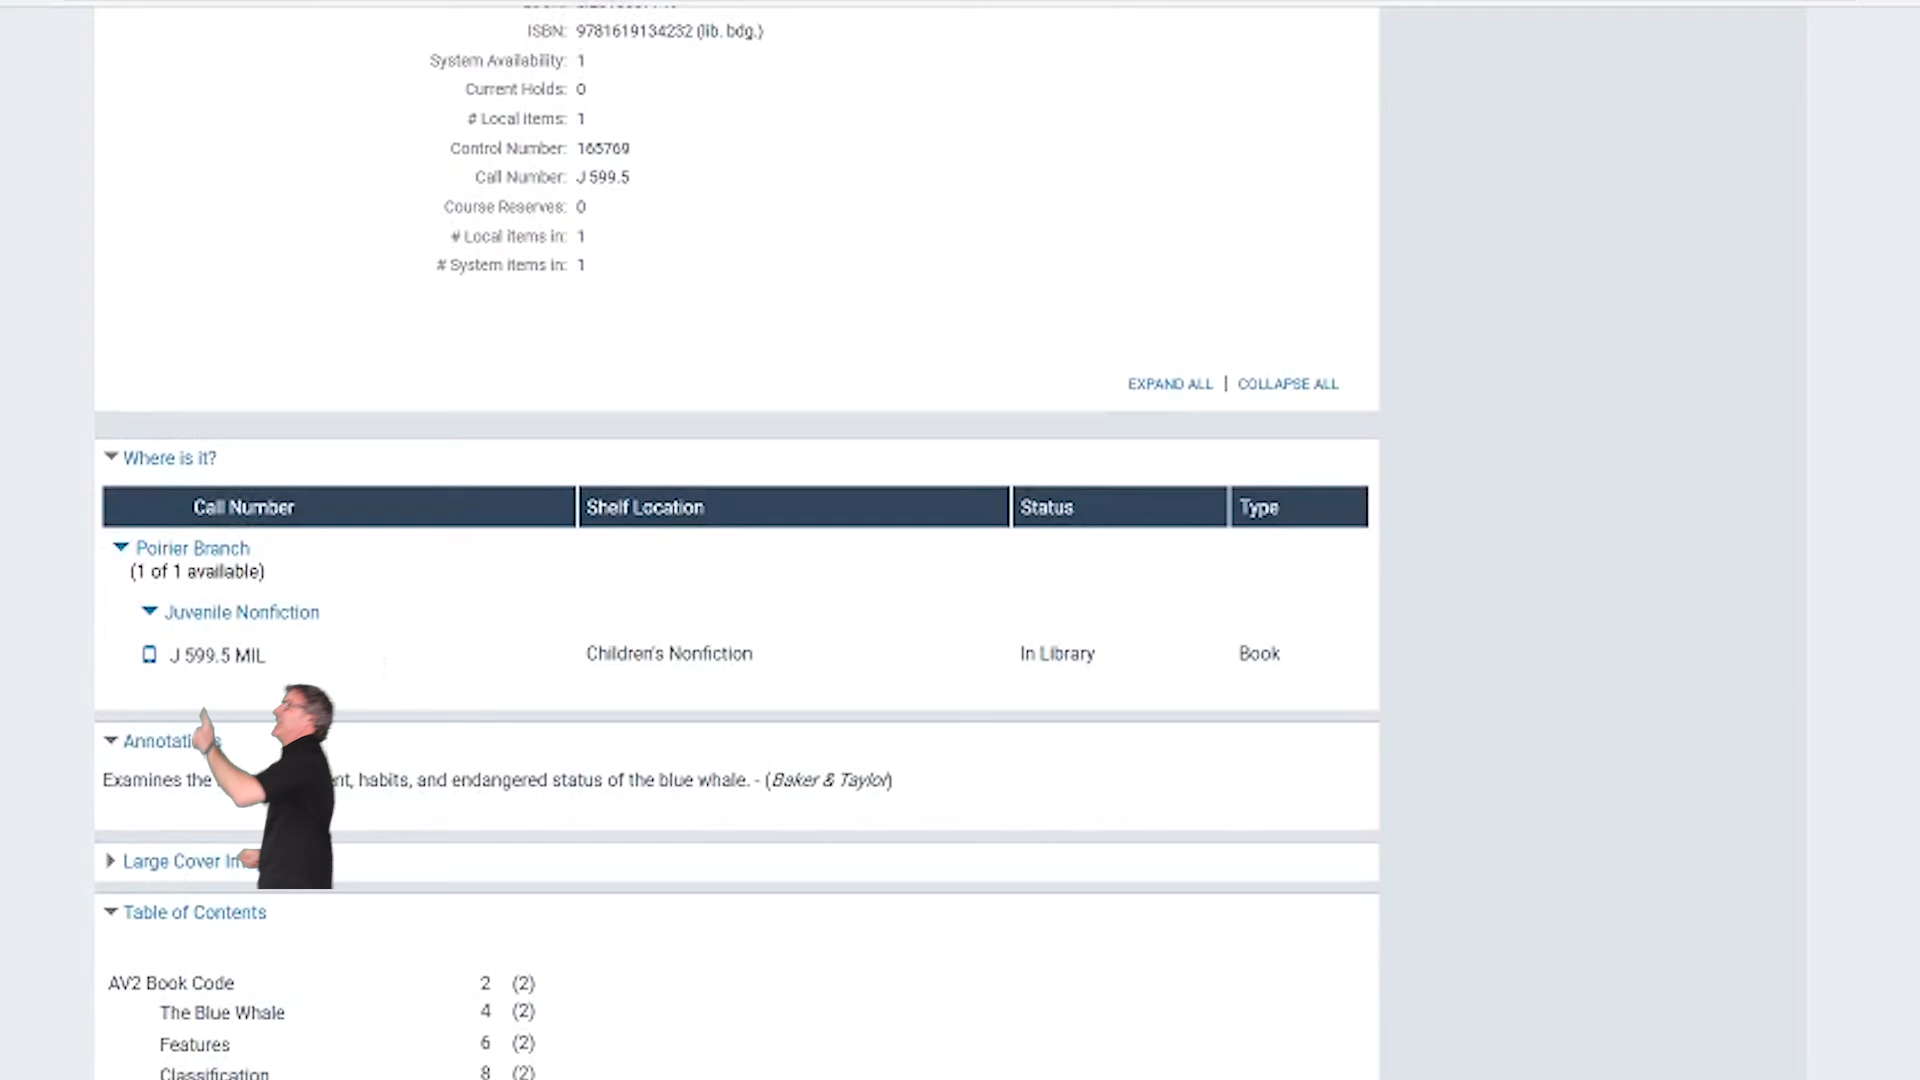 ISBN: 9781619134232 (lib. bdg.)
System Availability: 1
Current Holds: 0
# Local items: 1
Control Number: 165769
Call Number: J 599.5
Course Reserves: 0
# Local items in: 1
# System items in: 1
EXPAND ALL | COLLAPSE ALL
Where is it?
Call Number Shelf Location Status Type
Poirier Branch
(1 of 1 available)
Juvenile Nonfiction
J 599.5 MIL Children's Nonfiction In Library Book
Examines the habits, and endangered status of the blue whale. - (Baker & Taylor)
Large Cover
Table of Contents
AV2 Book Code 2 (2)
The Blue Whale 4 (2)
Features 6 (2)
Classification 8 (2)